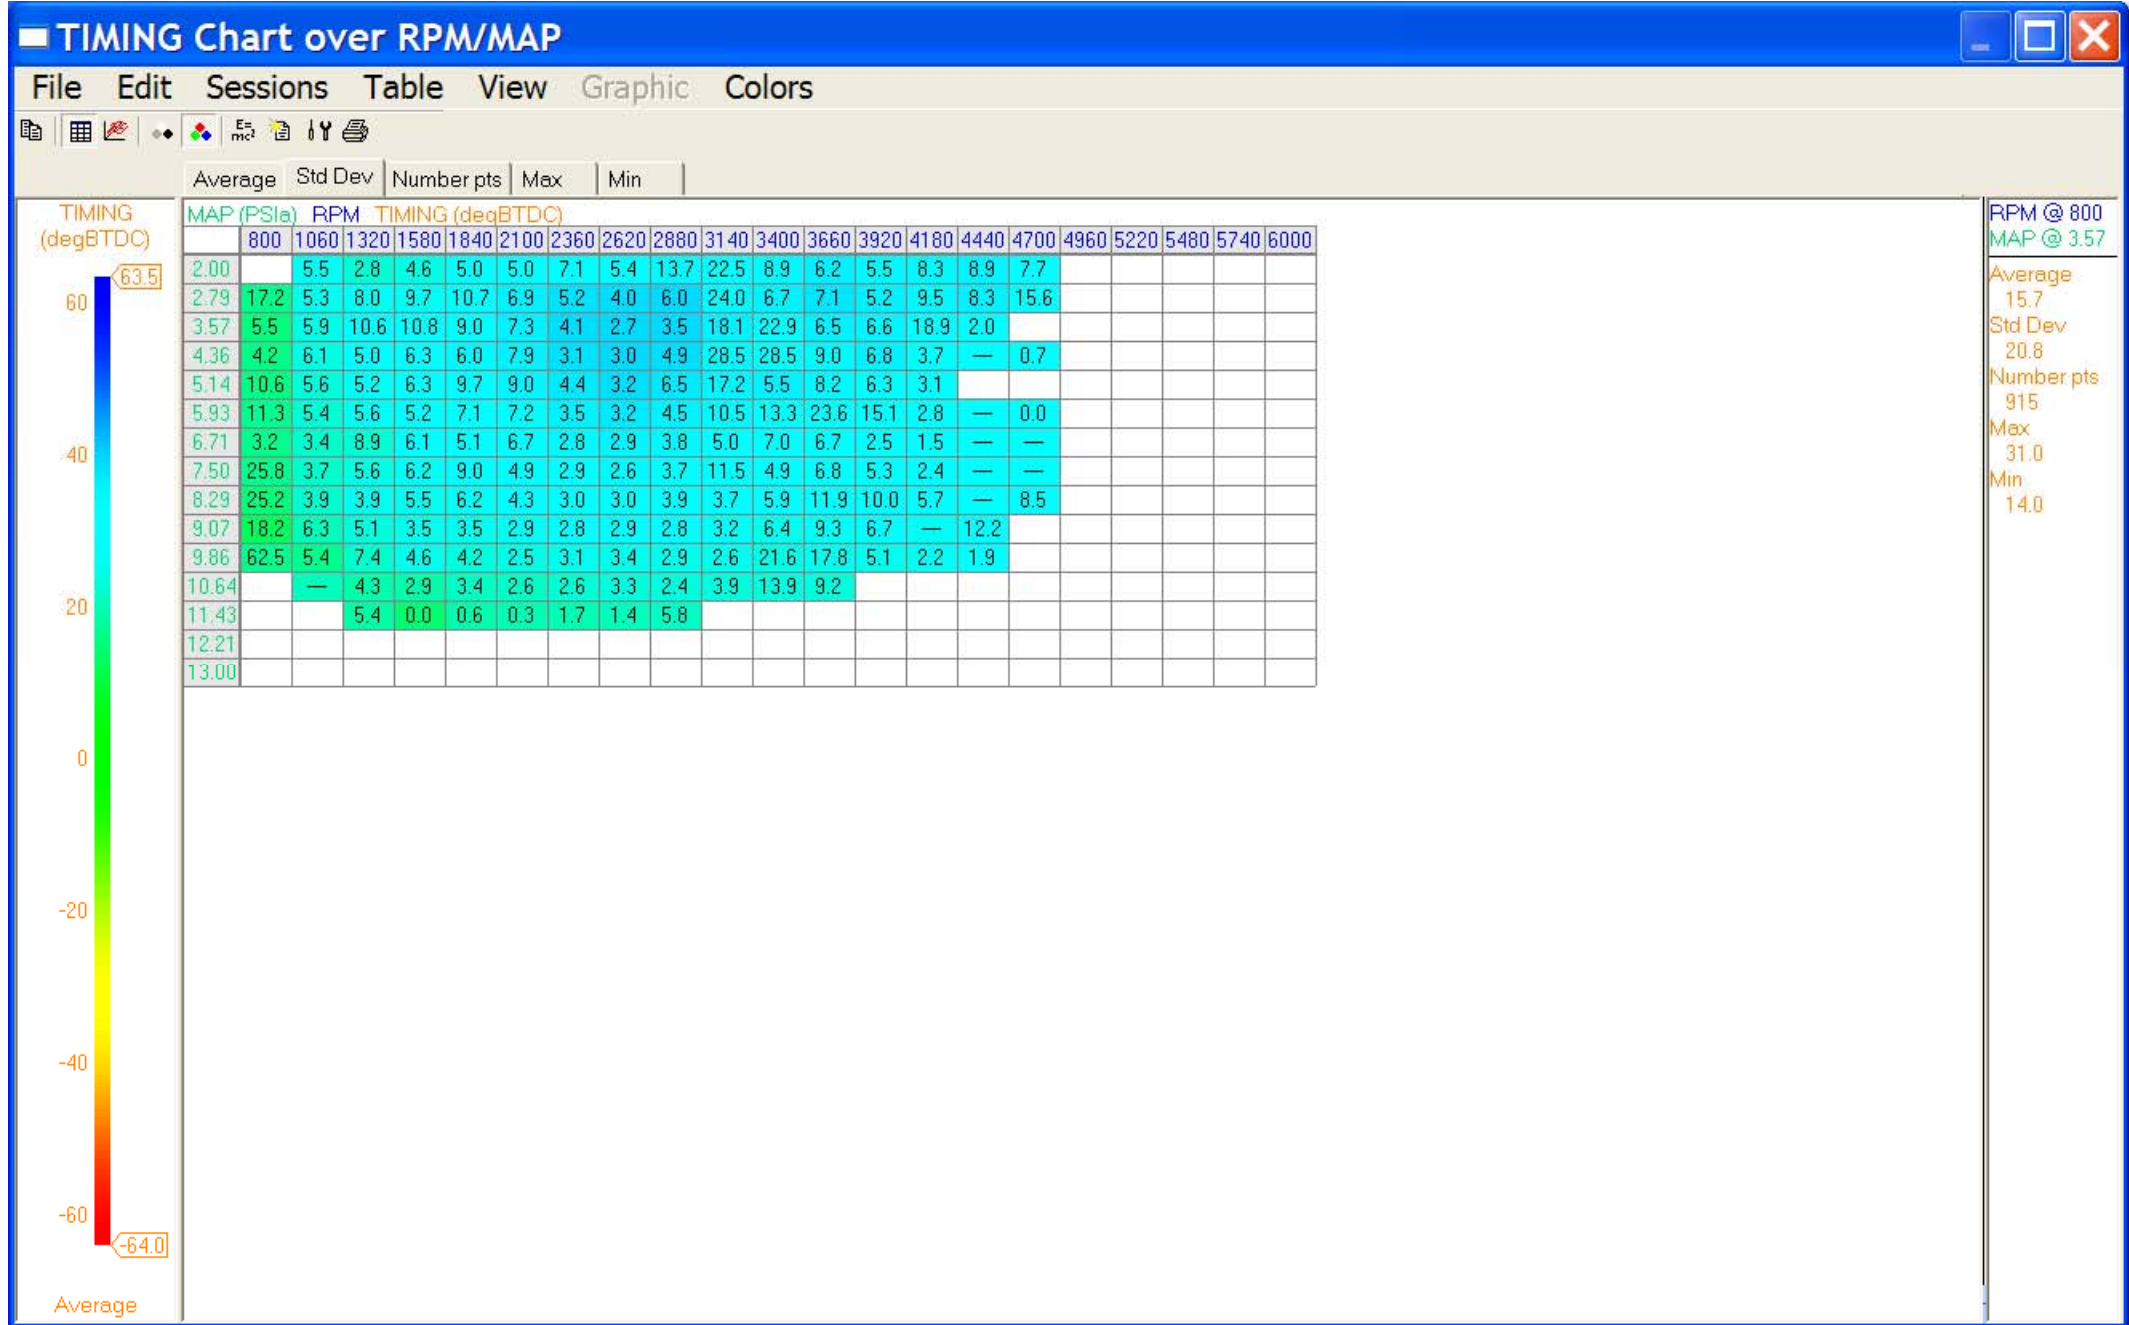 TIMING Chart over RPM/MAP
File Edit Sessions Table View Graphic Colors
E= mc²
Average Std Dev Number pts Max Min
TIMING
(degBTDC)
63.5
60
40
20
0
-20
-40
-60
-64.0
Average
MAP (PSIa) RPM TIMING (degBTDC)
800 1060 1320 1580 1840 2100 2360 2620 2880 3140 3400 3660 3920 4180 4440 4700 4960 5220 5480 5740 6000
2.00 5.5 2.8 4.6 5.0 5.0 7.1 5.4 13.7 22.5 8.9 6.2 5.5 8.3 8.9 7.7
2.79 17.2 5.3 8.0 9.7 10.7 6.9 5.2 4.0 6.0 24.0 6.7 7.1 5.2 9.5 8.3 15.6
3.57 5.5 5.9 10.6 10.8 9.0 7.3 4.1 2.7 3.5 18.1 22.9 6.5 6.6 18.9 2.0
4.36 4.2 6.1 5.0 6.3 6.0 7.9 3.1 3.0 4.9 28.5 28.5 9.0 6.8 3.7 — 0.7
5.14 10.6 5.6 5.2 6.3 9.7 9.0 4.4 3.2 6.5 17.2 5.5 8.2 6.3 3.1
5.93 11.3 5.4 5.6 5.2 7.1 7.2 3.5 3.2 4.5 10.5 13.3 23.6 15.1 2.8 — 0.0
6.71 3.2 3.4 8.9 6.1 5.1 6.7 2.8 2.9 3.8 5.0 7.0 6.7 2.5 1.5 — —
7.50 25.8 3.7 5.6 6.2 9.0 4.9 2.9 2.6 3.7 11.5 4.9 6.8 5.3 2.4 — —
8.29 25.2 3.9 3.9 5.5 6.2 4.3 3.0 3.0 3.9 3.7 5.9 11.9 10.0 5.7 — 8.5
9.07 18.2 6.3 5.1 3.5 3.5 2.9 2.8 2.9 2.8 3.2 6.4 9.3 6.7 — 12.2
9.86 62.5 5.4 7.4 4.6 4.2 2.5 3.1 3.4 2.9 2.6 21.6 17.8 5.1 2.2 1.9
10.64 — 4.3 2.9 3.4 2.6 2.6 3.3 2.4 3.9 13.9 9.2
11.43 5.4 0.0 0.6 0.3 1.7 1.4 5.8
12.21
13.00
RPM @ 800
MAP @ 3.57
Average
15.7
Std Dev
20.8
Number pts
915
Max
31.0
Min
14.0